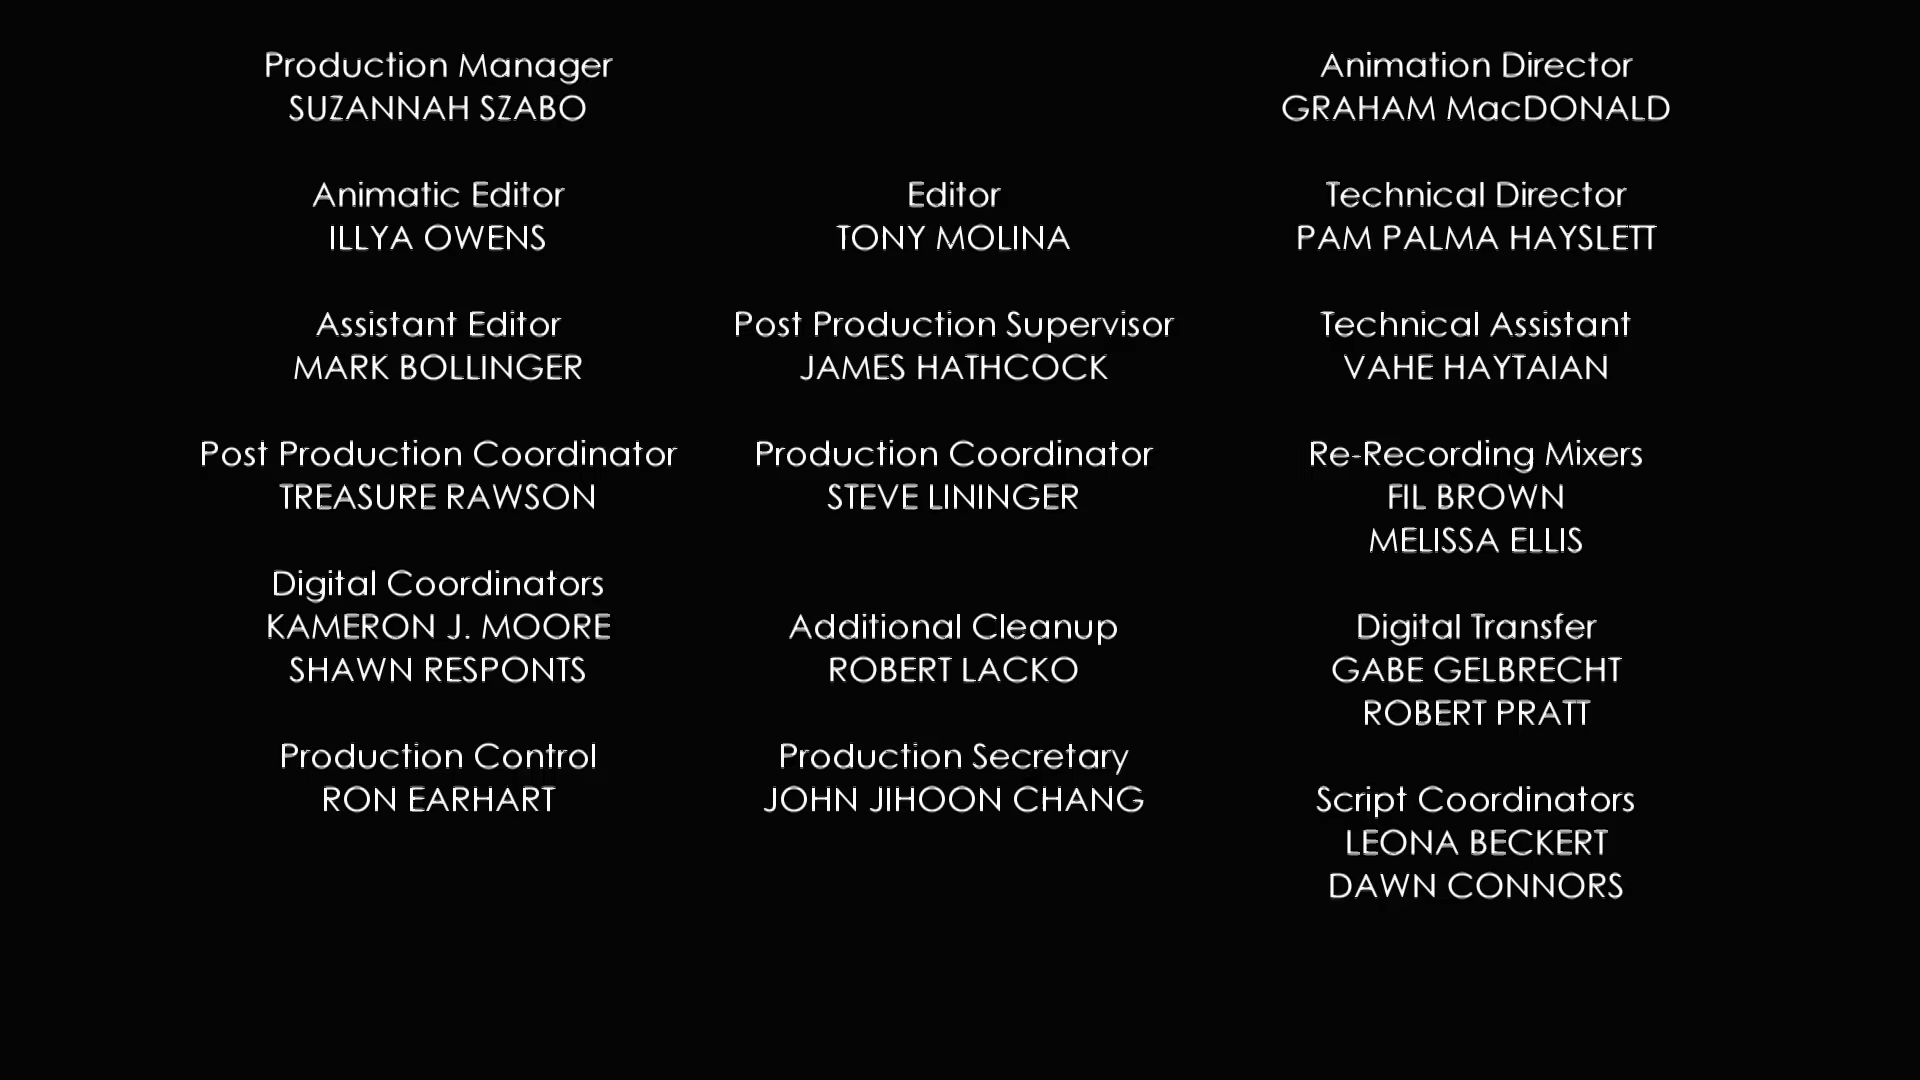 Production Manager
SUZANNAH SZABO
Animatic Editor
ILLYA OWENS
Assistant Editor
MARK BOLLINGER
Post Production Coordinator
TREASURE RAWSON
Digital Coordinators
KAMERON J. MOORE
SHAWN RESPONTS
Production Control
RON EARHART
Editor
TONY MOLINA
Post Production Supervisor
JAMES HATHCOCK
Production Coordinator
STEVE LININGER
Additional Cleanup
ROBERT LACKO
Production Secretary
JOHN JIHOON CHANG
Animation Director
GRAHAM MacDONALD
Technical Director
PAM PALMA HAYSLETT
Technical Assistant
VAHE HAYTAIAN
Re-Recording Mixers
FIL BROWN
MELISSA ELLIS
Digital Transfer
GABE GELBRECHT
ROBERT PRATT
Script Coordinators
LEONA BECKERT
DAWN CONNORS